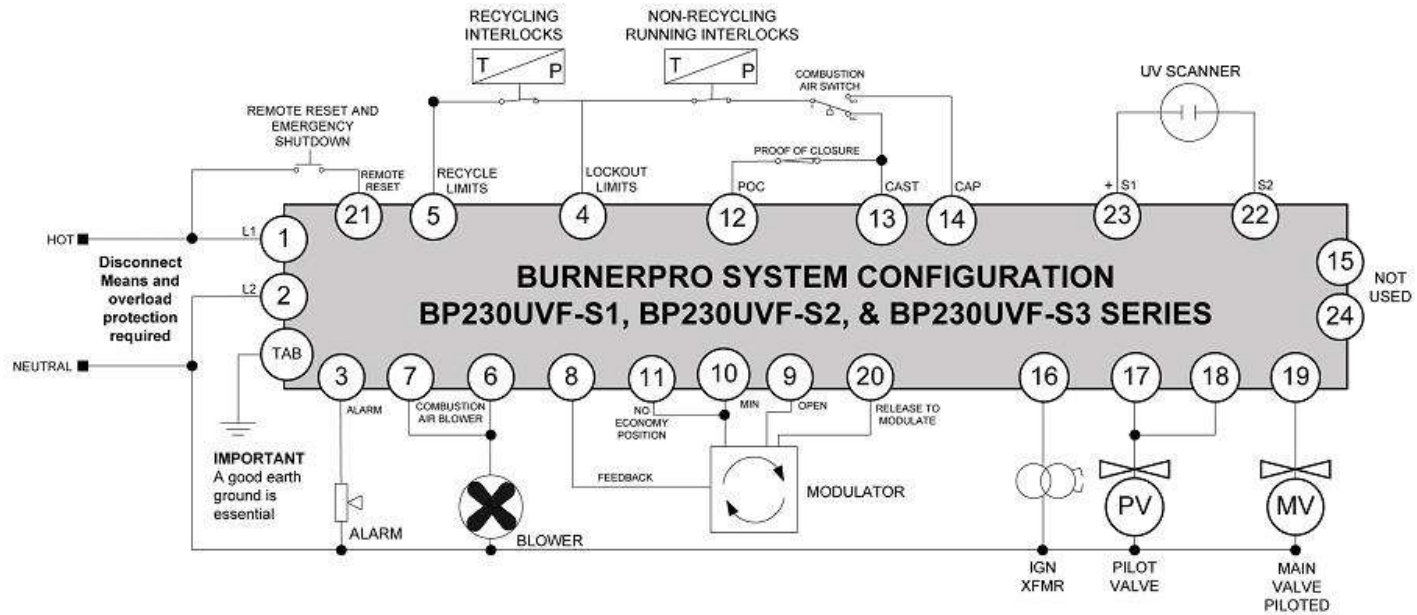 RECYCLING
INTERLOCKS
T P
NON-RECYCLING
RUNNING INTERLOCKS
T P
COMBUSTION
AIR SWITCH
UV SCANNER
REMOTE RESET AND
EMERGENCY
SHUTDOWN
PROOF OF CLOSURE
REMOTE
RESET
RECYCLE
LIMITS
LOCKOUT
LIMITS
POC
CAST
CAP
+ S1
S2
21
5
4
12
13
14
23
22
HOT
L1
1
Disconnect
Means and
overload
protection
required
L2
2
NEUTRAL
TAB
BURNERPRO SYSTEM CONFIGURATION
BP230UVF-S1, BP230UVF-S2, & BP230UVF-S3 SERIES
15
24
NOT
USED
3
7
6
8
11
10
9
20
16
17
18
19
ALARM
COMBUSTION
AIR BLOWER
NO
ECONOMY
POSITION
MIN
OPEN
RELEASE TO
MODULATE
IMPORTANT
A good earth
ground is
essential
FEEDBACK
MODULATOR
PV
MV
ALARM
BLOWER
IGN
XFMR
PILOT
VALVE
MAIN
VALVE
PILOTED